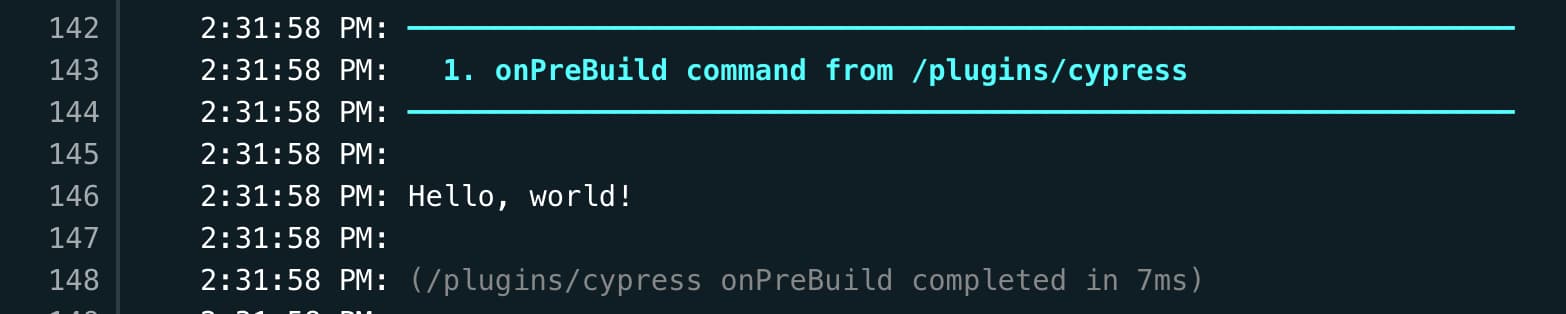 142 2:31:58 PM:
143 2:31:58 PM: 1. onPreBuild command from /plugins/cypress
144 2:31:58 PM:
145 2:31:58 PM:
146 2:31:58 PM: Hello, world!
147 2:31:58 PM:
148 2:31:58 PM: (/plugins/cypress onPreBuild completed in 7ms)